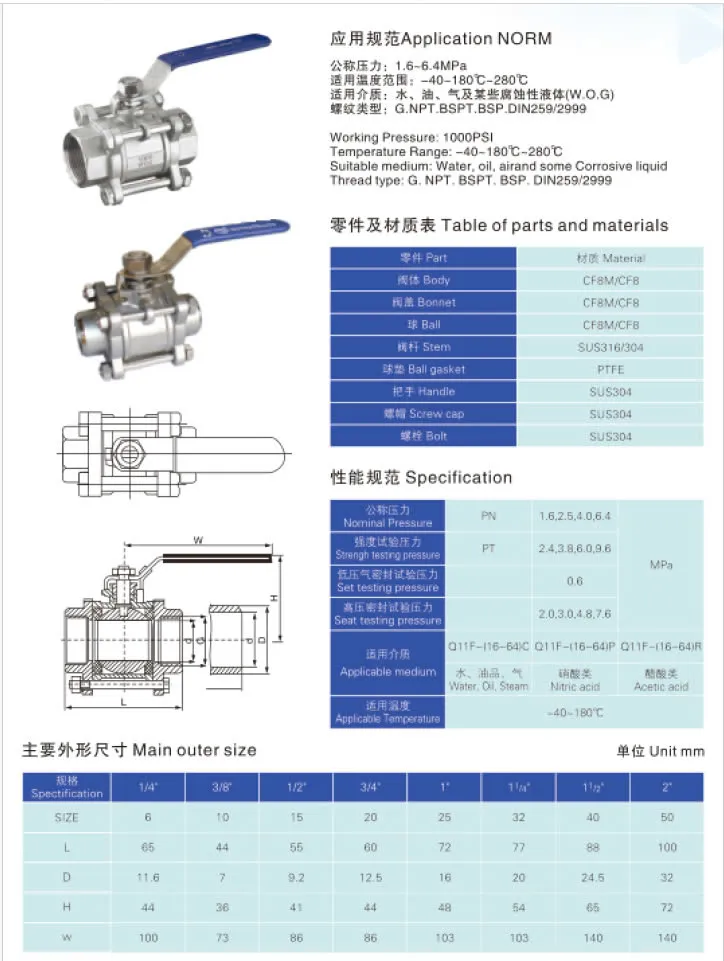 应用规范Application NORM
公称压力：1.6~6.4MPa
适用温度范围：-40~180℃~280℃
适用介质：水、油、气及某些腐蚀性液体(W.O.G)
螺纹类型：G.NPT.BSPT.BSP.DIN259/2999
Working Pressure: 1000PSI
Temperature Range: -40~180℃~280℃
Suitable medium: Water, oil, airand some Corrosive liquid
Thread type: G. NPT. BSPT. BSP. DIN259/2999
零件及材质表 Table of parts and materials
零件 Part 材质 Material
阀体 Body CF8M/CF8
阀盖 Bonnet CF8M/CF8
球 Ball CF8M/CF8
阀杆 Stem SUS316/304
球垫 Ball gasket PTFE
把手 Handle SUS304
螺帽 Screw cap SUS304
螺栓 Bolt SUS304
性能规范 Specification
公称压力
Nominal Pressure PN 1.6,2.5,4.0,6.4
强度试验压力
Strengh testing pressure PT 2.4,3.8,6.0,9.6
MPa
低压气密封试验压力
Set testing pressure 0.6
高压密封试验压力
Seat testing pressure 2.0,3.0,4.8,7.6
适用介质
Applicable medium
Q11F-(16-64)C Q11F-(16-64)P Q11F-(16-64)R
水、油品、气 硝酸类 醋酸类
Water, Oil, Steam Nitric acid Acetic acid
适用温度
Applicable Temperature -40~180℃
W
H
d
G
d
D
L
主要外形尺寸 Main outer size 单位 Unit mm
规格
Spectification 1/4" 3/8" 1/2" 3/4" 1" 1 1/4" 1 1/2" 2"
SIZE 6 10 15 20 25 32 40 50
L 65 44 55 60 72 77 88 100
D 11.6 7 9.2 12.5 16 20 24.5 32
H 44 36 41 44 48 54 65 72
w 100 73 86 86 103 103 140 140